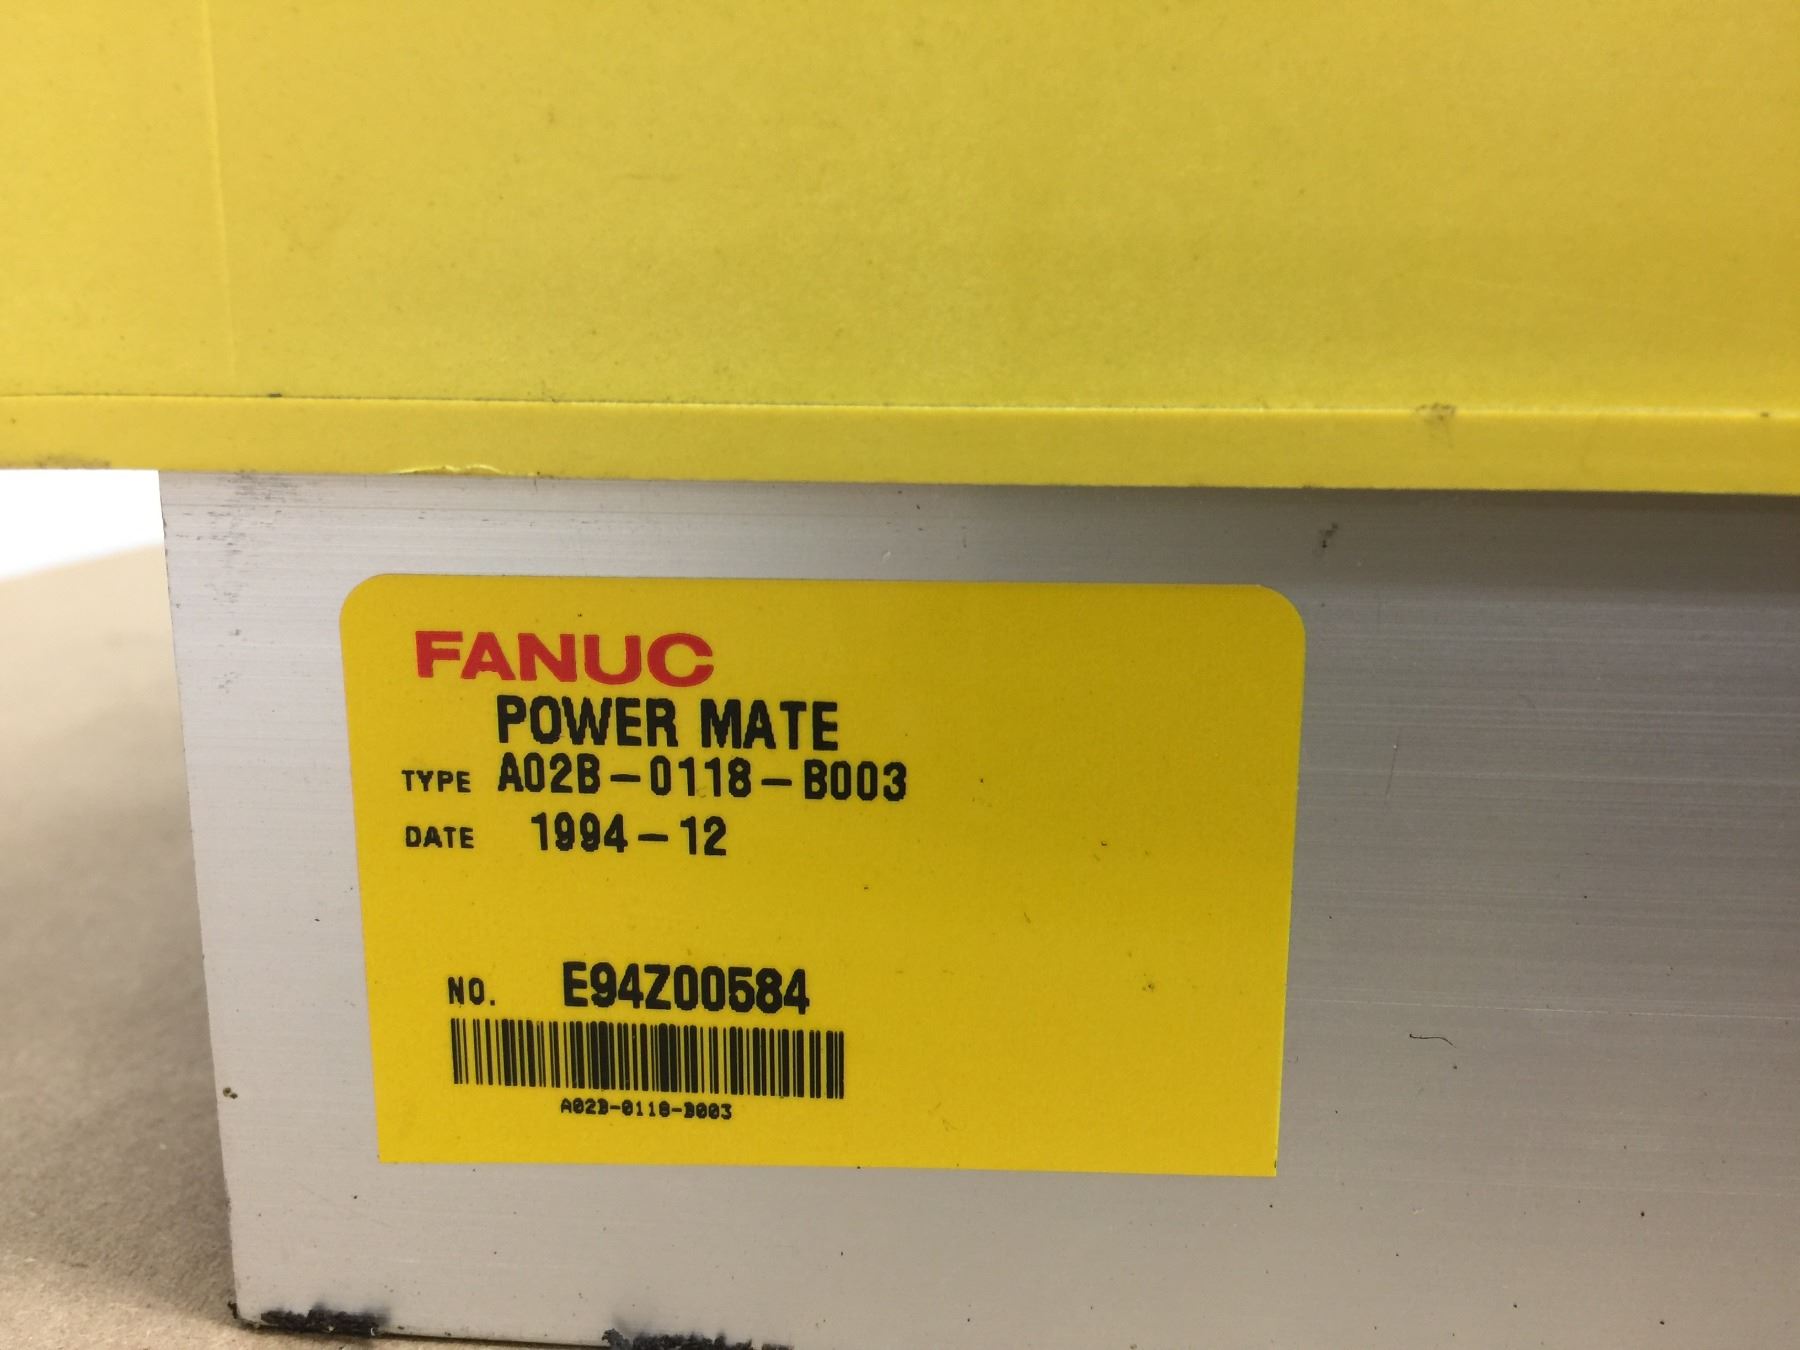 FANUC
POWER MATE
TYPE A02B-0118-B003
DATE 1994-12
NO. E94Z00584
A02B-0118-B003